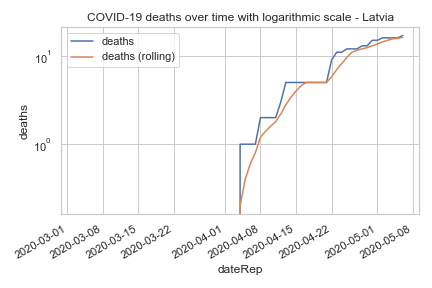 COVID-19 deaths over time with logarithmic scale - Latvia
deaths
deaths (rolling)
10¹
10⁰
deaths
2020-03-01
2020-03-08
2020-03-15
2020-03-22
2020-04-01
2020-04-08
2020-04-15
2020-04-22
2020-05-01
2020-05-08
dateRep